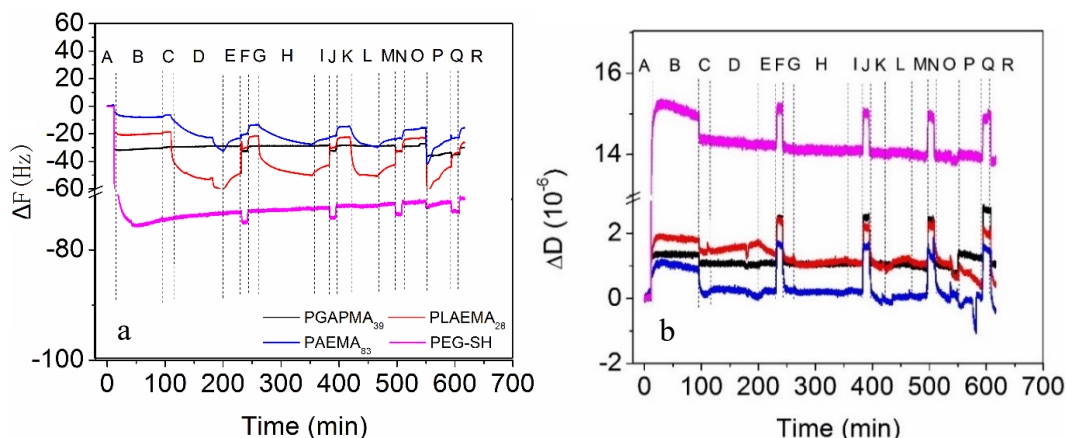 60
40
20
0
-20
-40
60
-80
-100
ΔF (Hz)
A B C D E F G H I J K L M N O P Q R
PGAPMA39 PLAEMA28
PAEMA83 PEG-SH
a
0 100 200 300 400 500 600 700
Time (min)
16
14
2
0
-2
ΔD (10-6)
A B C D E F G H I J K L M N O P Q R
b
0 100 200 300 400 500 600 700
Time (min)